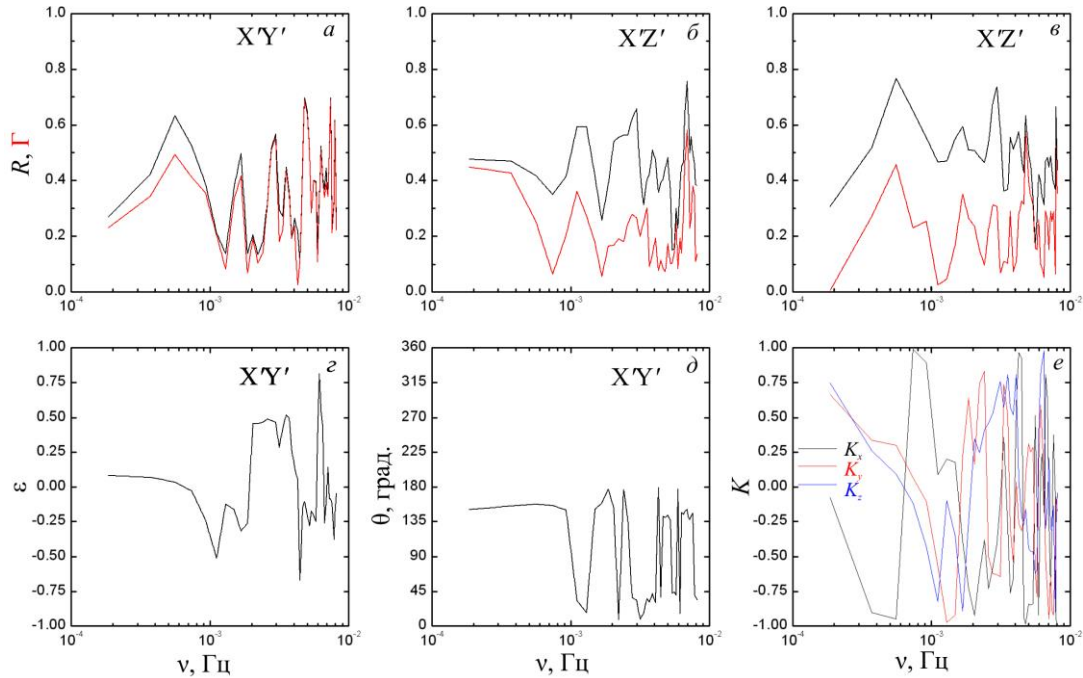 X'Y' а
X'Z' б
X'Z' в
R, Γ
1.0
0.8
0.6
0.4
0.2
0.0
10⁻⁴ 10⁻³ 10⁻²
1.0
0.8
0.6
0.4
0.2
0.0
10⁻⁴ 10⁻³ 10⁻²
1.0
0.8
0.6
0.4
0.2
0.0
10⁻⁴ 10⁻³ 10⁻²
X'Y' г
X'Y' д
е
ε
1.00
0.75
0.50
0.25
0.00
-0.25
-0.50
-0.75
-1.00
10⁻⁴ 10⁻³ 10⁻²
ν, Гц
θ, град.
360
315
270
225
180
135
90
45
0
10⁻⁴ 10⁻³ 10⁻²
ν, Гц
K
1.00
0.75
0.50
0.25
0.00
-0.25
-0.50
-0.75
-1.00
Kₓ
K_y
K_z
10⁻⁴ 10⁻³ 10⁻²
ν, Гц